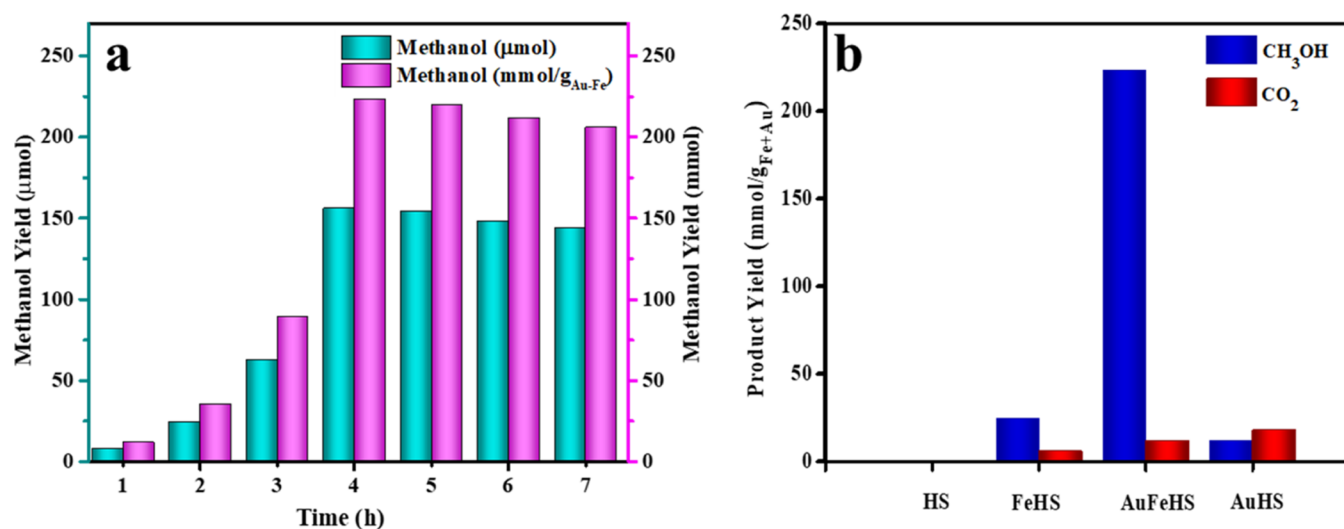 a
Methanol (μmol)
Methanol (mmol/gAu-Fe)
Methanol Yield (μmol)
250
200
150
100
50
0
1 2 3 4 5 6 7
Time (h)
250
200
150
100
50
0
Methanol Yield (mmol)
b
CH3OH
CO2
Product Yield (mmol/gFe+Au)
250
200
150
100
50
0
HS FeHS AuFeHS AuHS